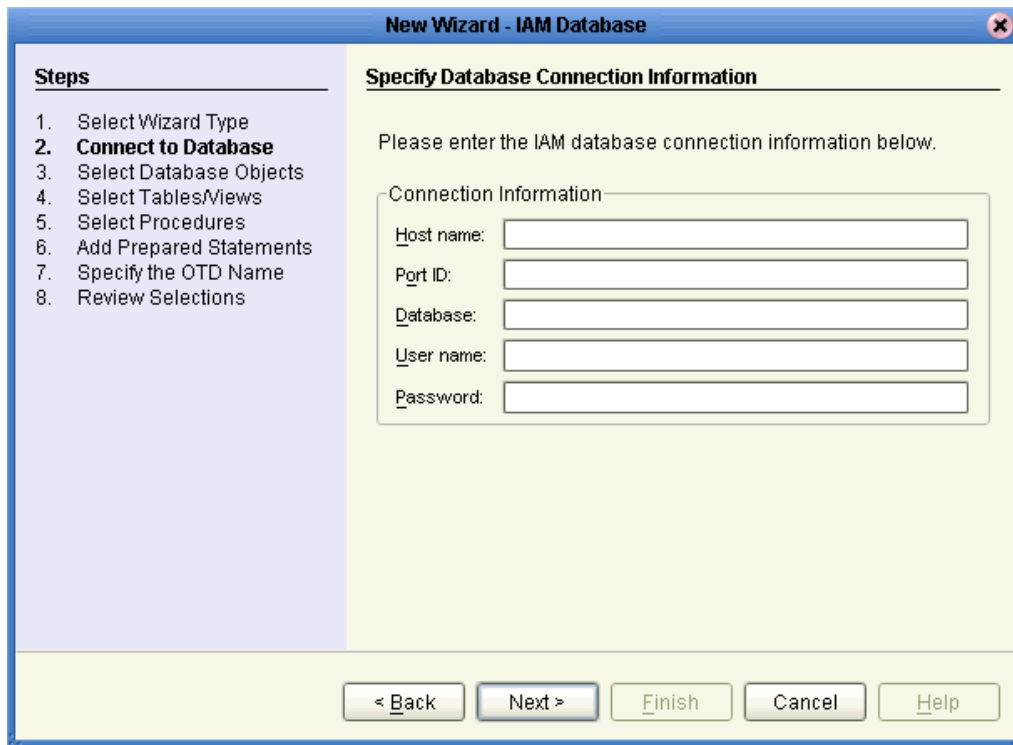 New Wizard - IAM Database
Steps
1. Select Wizard Type
2. Connect to Database
3. Select Database Objects
4. Select Tables/Views
5. Select Procedures
6. Add Prepared Statements
7. Specify the OTD Name
8. Review Selections
Specify Database Connection Information
Please enter the IAM database connection information below.
Connection Information
Host name:
Port ID:
Database:
User name:
Password:
< Back
Next >
Finish
Cancel
Help